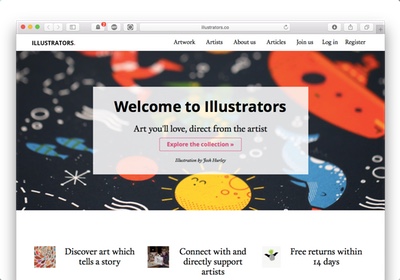 illustrators.co
ILLUSTRATORS.
Artwork Artists About us Articles Join us Log in Register
Welcome to Illustrators
Art you'll love, direct from the artist
Explore the collection »
Illustration by Josh Hurley
Discover art which
tells a story
Connect with and
directly support
artists
Free returns within
14 days